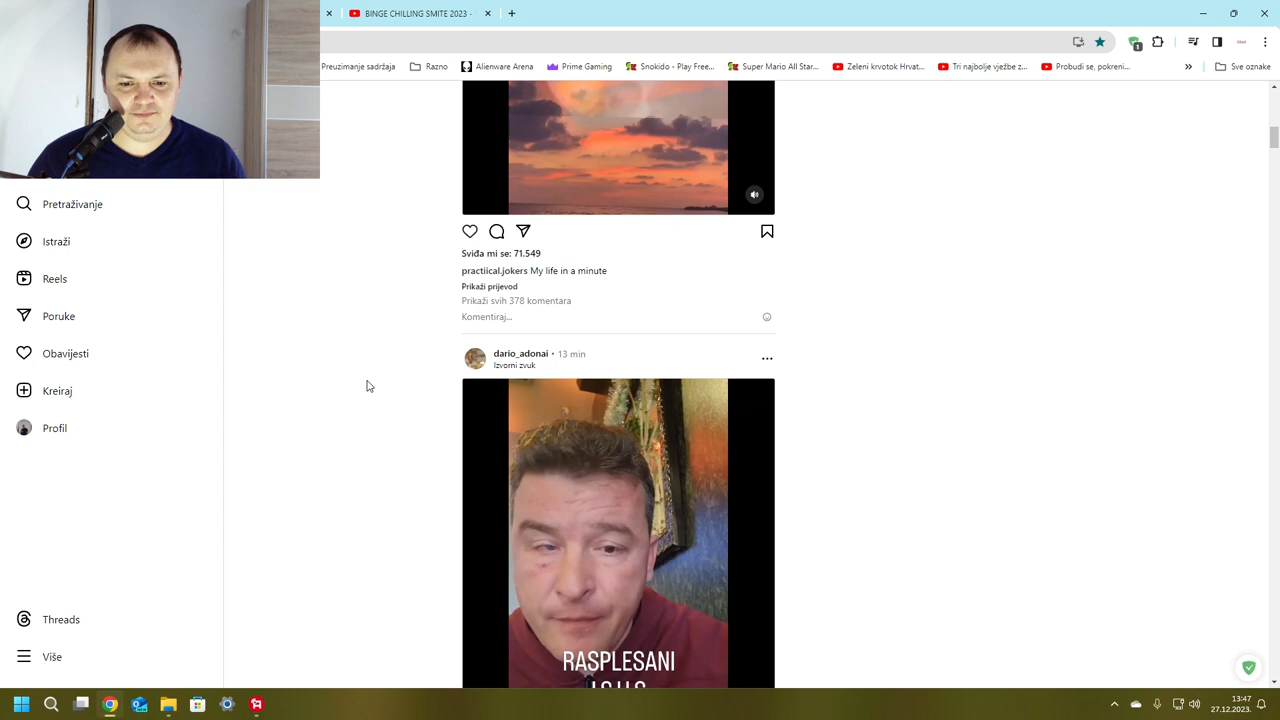 BINGE CHILLING SMITE 2023 -
Preuzimanje sadržaja
Razno
Alienware Arena
Prime Gaming
Snokido - Play Free...
Super Mario All Star...
Zeleni krvotok Hrvat...
Tri najbolje vježbe z...
Probudi se, pokreni...
Sve oznake
Pretraživanje
Istraži
Reels
Poruke
Obavijesti
Kreiraj
Profil
Threads
Više
Sviđa mi se: 71.549
practiical.jokers My life in a minute
Prikaži prijevod
Prikaži svih 378 komentara
Komentiraj...
dario_adonai • 13 min
Izvorni zvuk
RASPLESANI
13:47
27.12.2023.